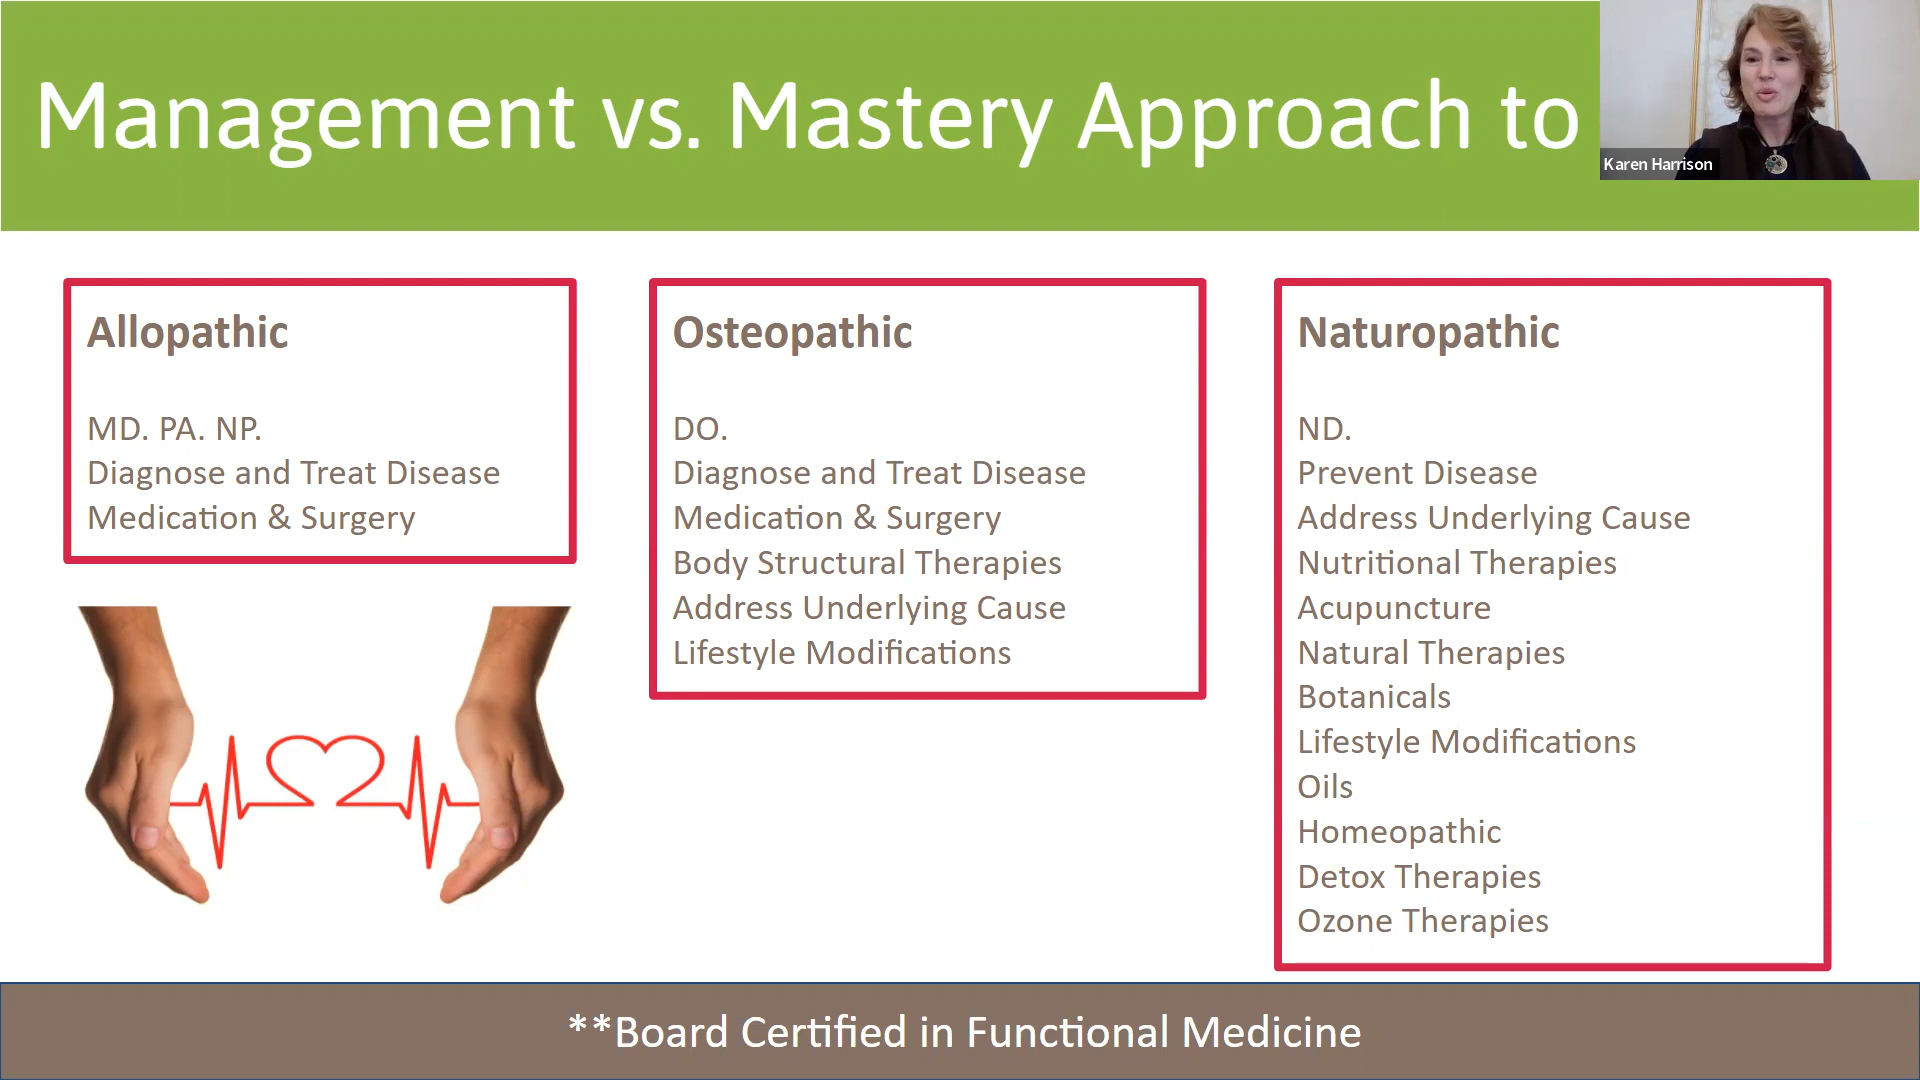 Management vs. Mastery Approach to
Karen Harrison
Allopathic
MD. PA. NP.
Diagnose and Treat Disease
Medication & Surgery
Osteopathic
DO.
Diagnose and Treat Disease
Medication & Surgery
Body Structural Therapies
Address Underlying Cause
Lifestyle Modifications
Naturopathic
ND.
Prevent Disease
Address Underlying Cause
Nutritional Therapies
Acupuncture
Natural Therapies
Botanicals
Lifestyle Modifications
Oils
Homeopathic
Detox Therapies
Ozone Therapies
**Board Certified in Functional Medicine